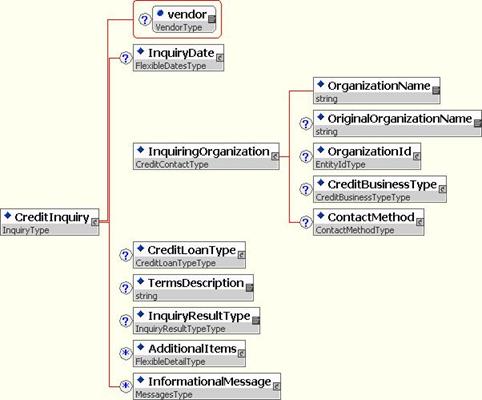 vendor
VendorType
InquiryDate
FlexibleDatesType
OrganizationName
string
OriginalOrganizationName
string
InquiringOrganization
CreditContactType
OrganizationId
EntityIdType
CreditBusinessType
CreditBusinessTypeType
CreditInquiry
InquiryType
ContactMethod
ContactMethodType
CreditLoanType
CreditLoanTypeType
TermsDescription
string
InquiryResultType
InquiryResultTypeType
AdditionalItems
FlexibleDetailType
InformationalMessage
MessagesType